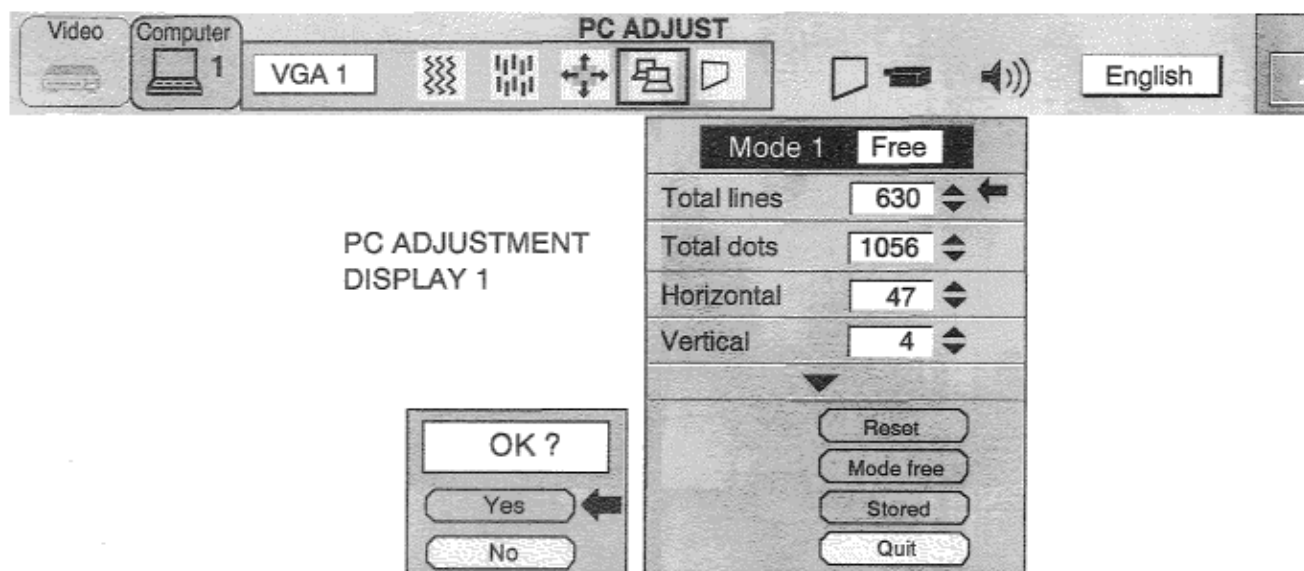 PC ADJUST
Video
Computer
1
VGA 1
English
Mode 1 Free
Total lines 630
Total dots 1056
Horizontal 47
Vertical 4
PC ADJUSTMENT
DISPLAY 1
Reset
Mode free
Stored
Quit
OK ?
Yes
No